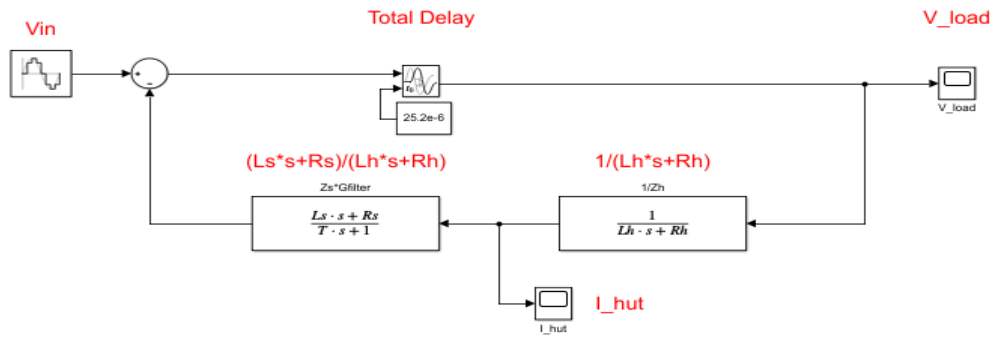 Vin
Total Delay
V_load
+
-
t₀
25.2e-6
V_load
(Ls*s+Rs)/(Lh*s+Rh)
1/(Lh*s+Rh)
Zs*Gfilter
1/Zh
Ls · s + Rs
T · s + 1
1
Lh · s + Rh
I_hut
I_hut